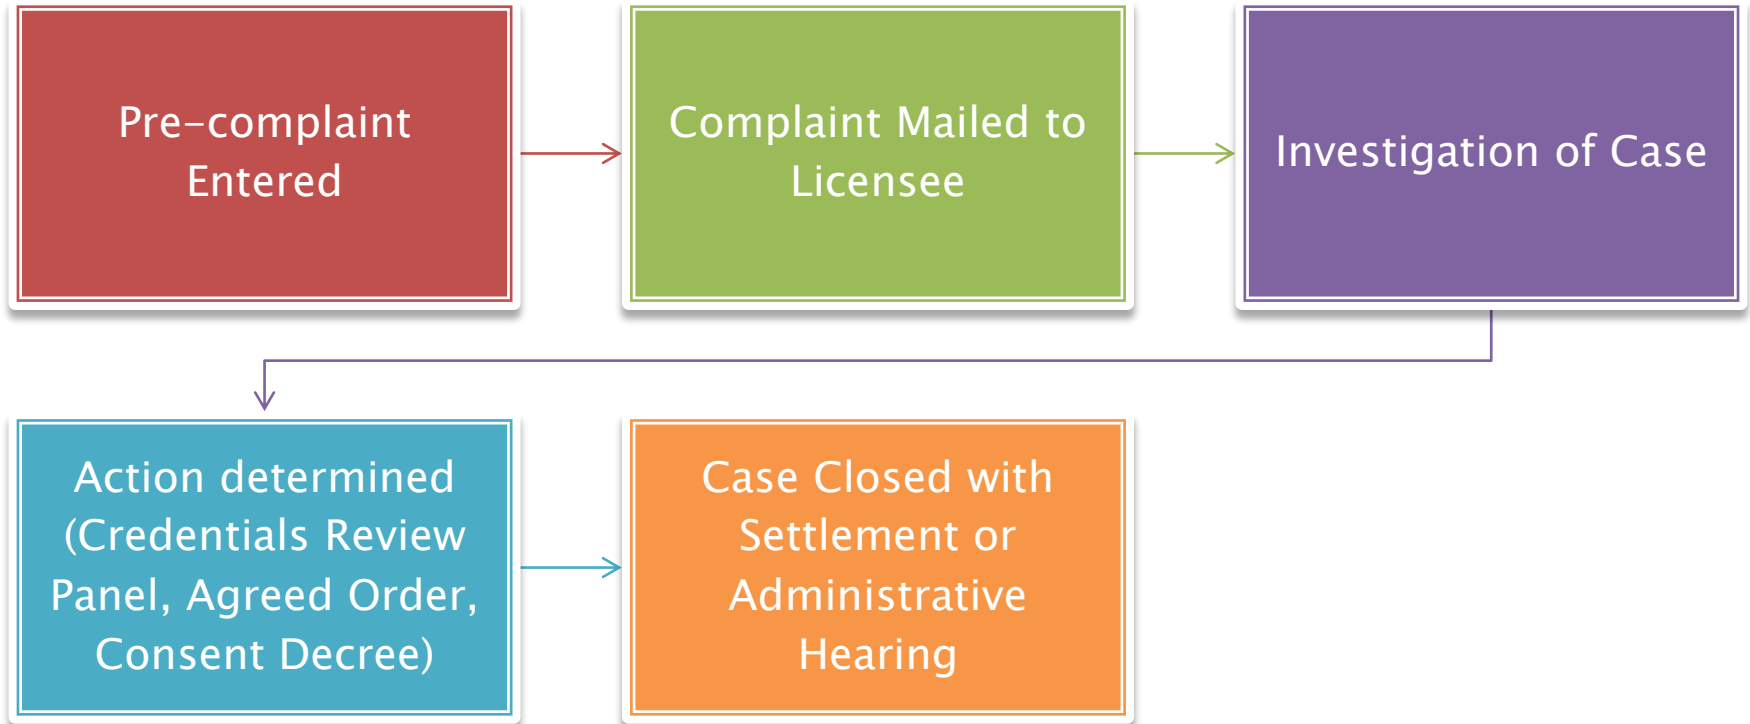 Pre-complaint
Entered
Complaint Mailed to
Licensee
Investigation of Case
Action determined
(Credentials Review
Panel, Agreed Order,
Consent Decree)
Case Closed with
Settlement or
Administrative
Hearing